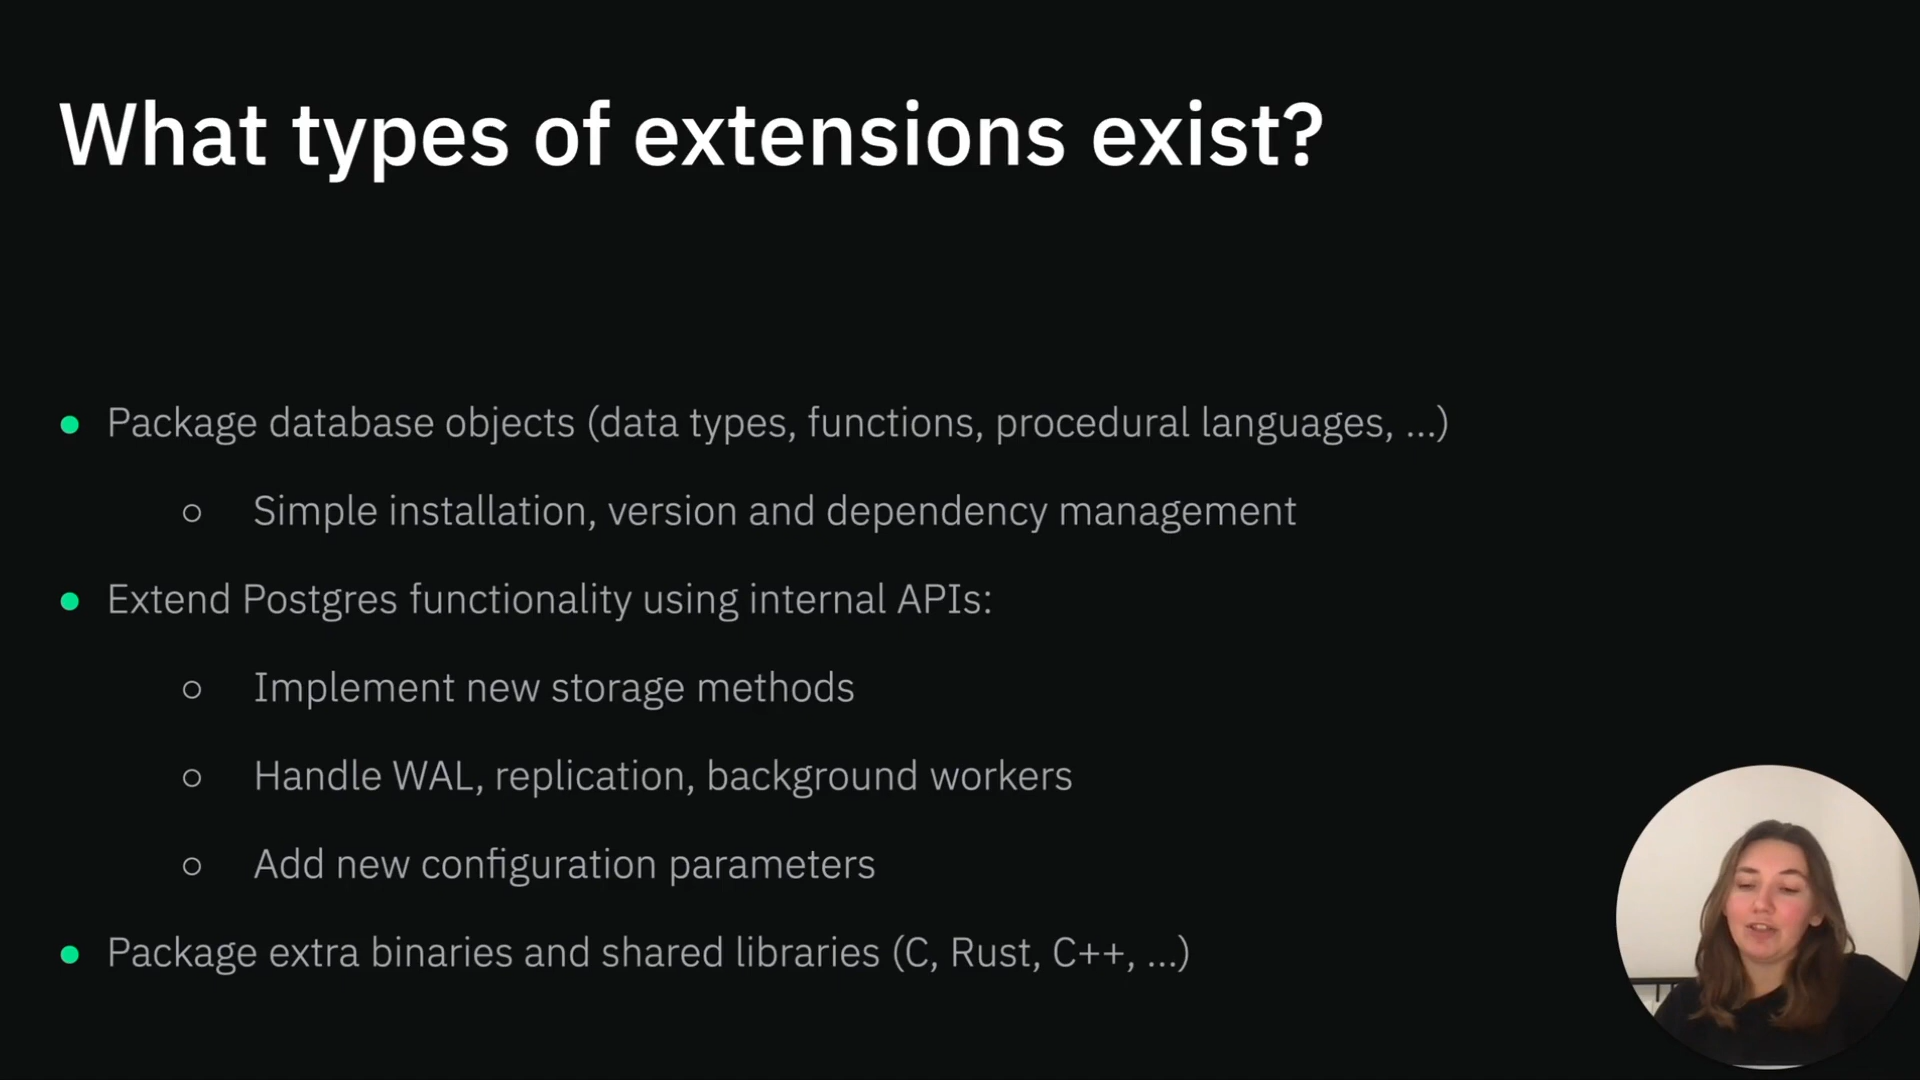 What types of extensions exist?
● Package database objects (data types, functions, procedural languages, ...)
○ Simple installation, version and dependency management
● Extend Postgres functionality using internal APIs:
○ Implement new storage methods
○ Handle WAL, replication, background workers
○ Add new configuration parameters
● Package extra binaries and shared libraries (C, Rust, C++, ...)